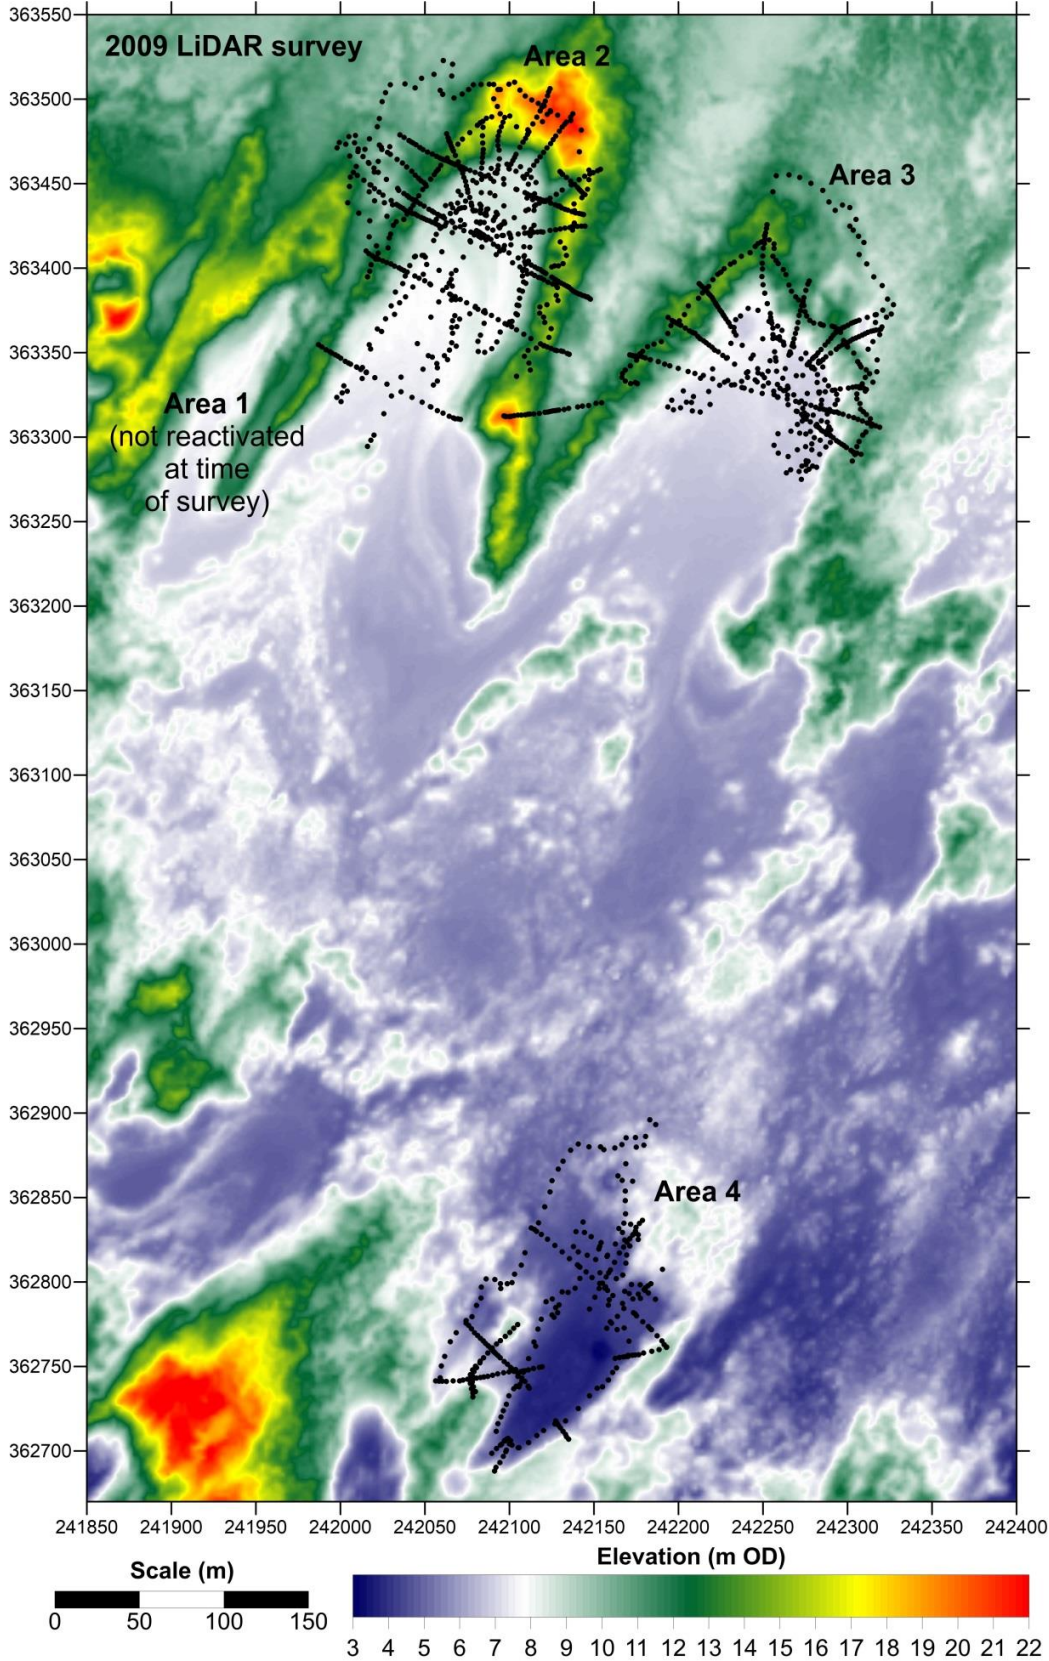 363550
2009 LiDAR survey
Area 2
363500
363450
Area 3
363400
363350
Area 1
(not reactivated
at time
of survey)
363300
363250
363200
363150
363100
363050
363000
362950
362900
362850
Area 4
362800
362750
362700
241850 241900 241950 242000 242050 242100 242150 242200 242250 242300 242350 242400
Scale (m)
0 50 100 150
Elevation (m OD)
3 4 5 6 7 8 9 10 11 12 13 14 15 16 17 18 19 20 21 22